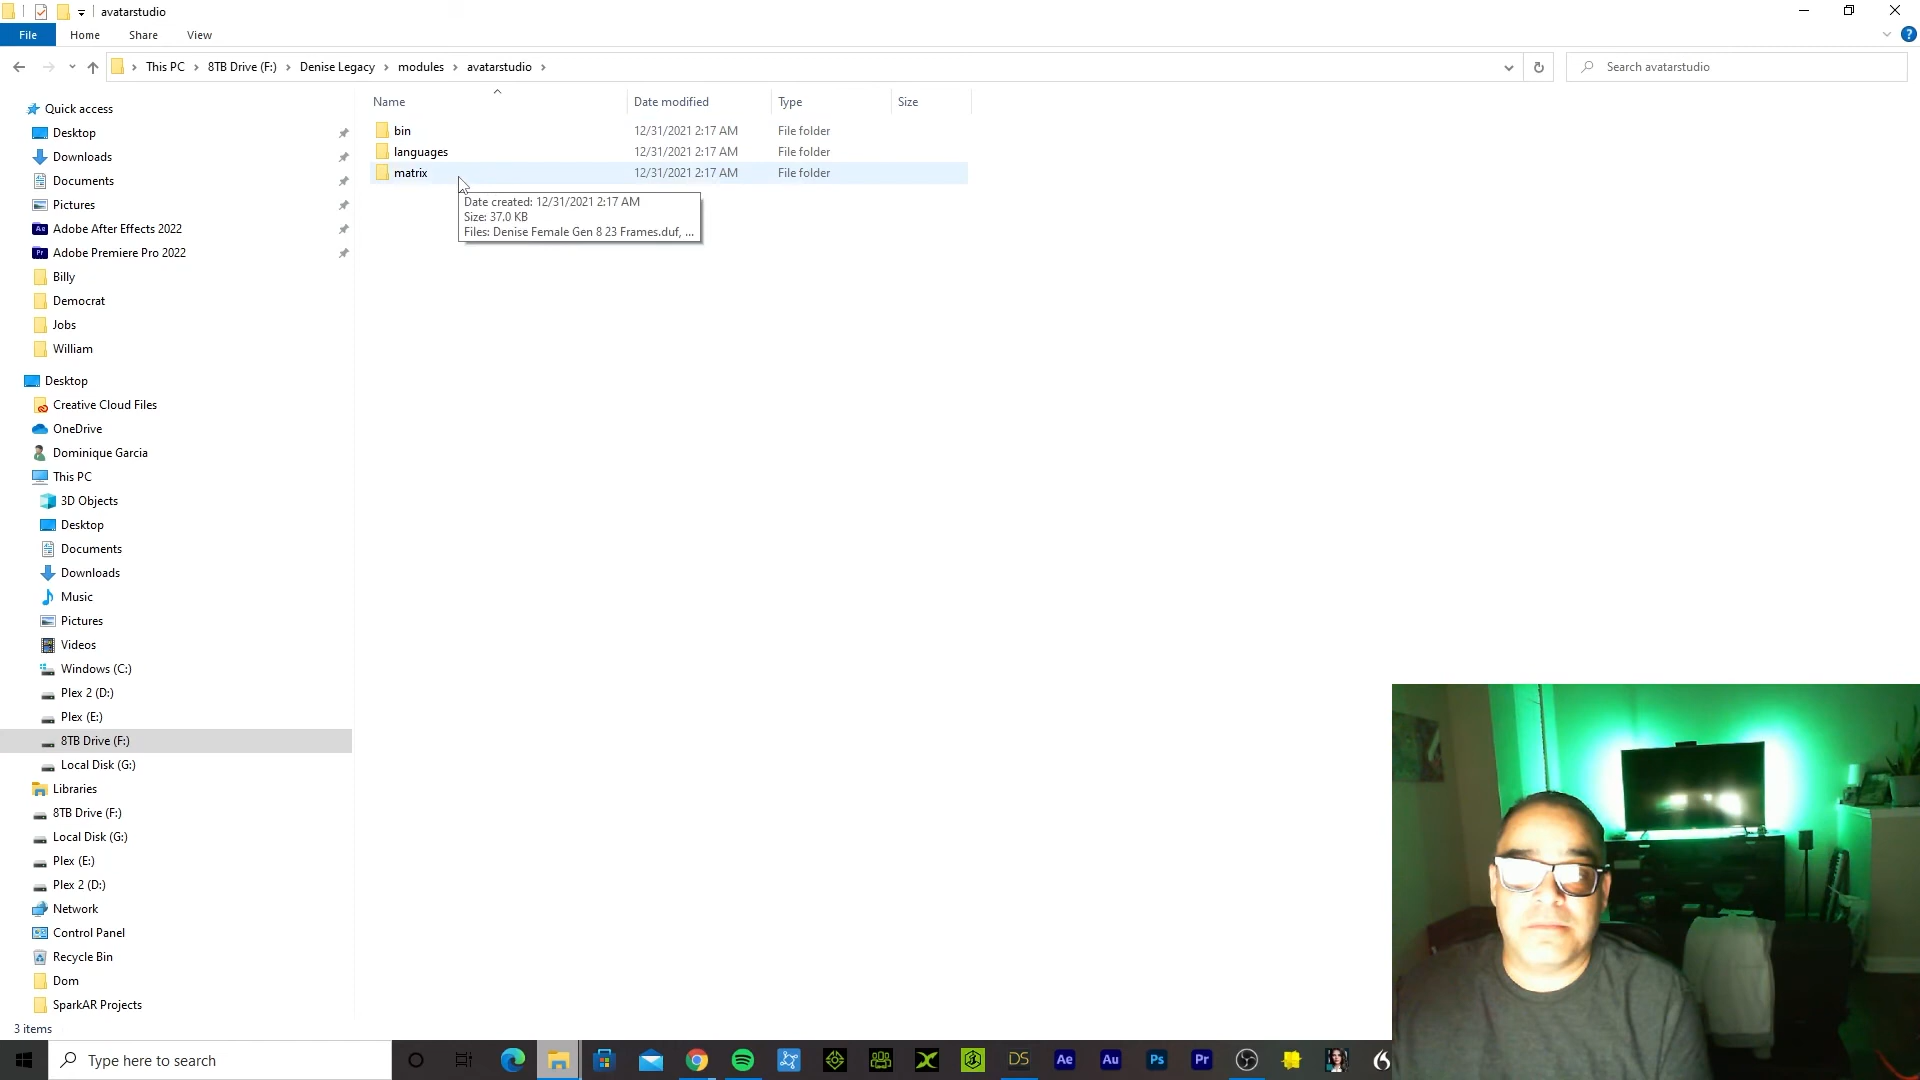 avatarstudio
File Home Share View
This PC 8TB Drive (F:) Denise Legacy modules avatarstudio
Search avatarstudio
Name Date modified Type Size
bin 12/31/2021 2:17 AM File folder
languages 12/31/2021 2:17 AM File folder
matrix 12/31/2021 2:17 AM File folder
Date created: 12/31/2021 2:17 AM
Size: 37.0 KB
Files: Denise Female Gen 8 23 Frames.duf, ...
Quick access
Desktop
Downloads
Documents
Pictures
Ae Adobe After Effects 2022
Pr Adobe Premiere Pro 2022
Billy
Democrat
Jobs
William
Desktop
Creative Cloud Files
OneDrive
Dominique Garcia
This PC
3D Objects
Desktop
Documents
Downloads
Music
Pictures
Videos
Windows (C:)
Plex 2 (D:)
Plex (E:)
8TB Drive (F:)
Local Disk (G:)
Libraries
8TB Drive (F:)
Local Disk (G:)
Plex (E:)
Plex 2 (D:)
Network
Control Panel
Recycle Bin
Dom
SparkAR Projects
3 items
Type here to search
DS Ae Au Ps Pr